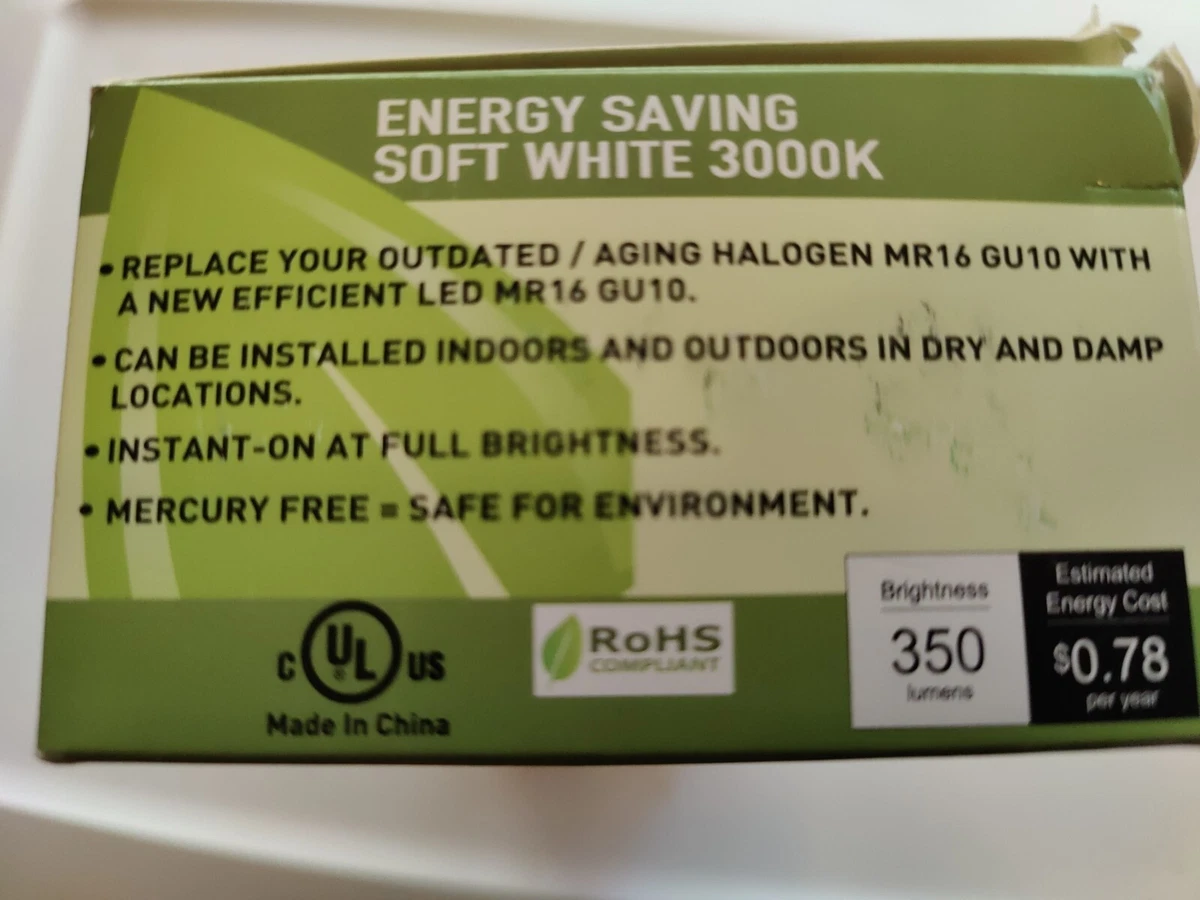 ENERGY SAVING
SOFT WHITE 3000K
• REPLACE YOUR OUTDATED / AGING HALOGEN MR16 GU10 WITH
A NEW EFFICIENT LED MR16 GU10.
• CAN BE INSTALLED INDOORS AND OUTDOORS IN DRY AND DAMP
LOCATIONS.
• INSTANT-ON AT FULL BRIGHTNESS.
• MERCURY FREE = SAFE FOR ENVIRONMENT.
C UL ® US
Made In China
RoHS
COMPLIANT
Brightness
350
lumens
Estimated
Energy Cost
$0.78
per year